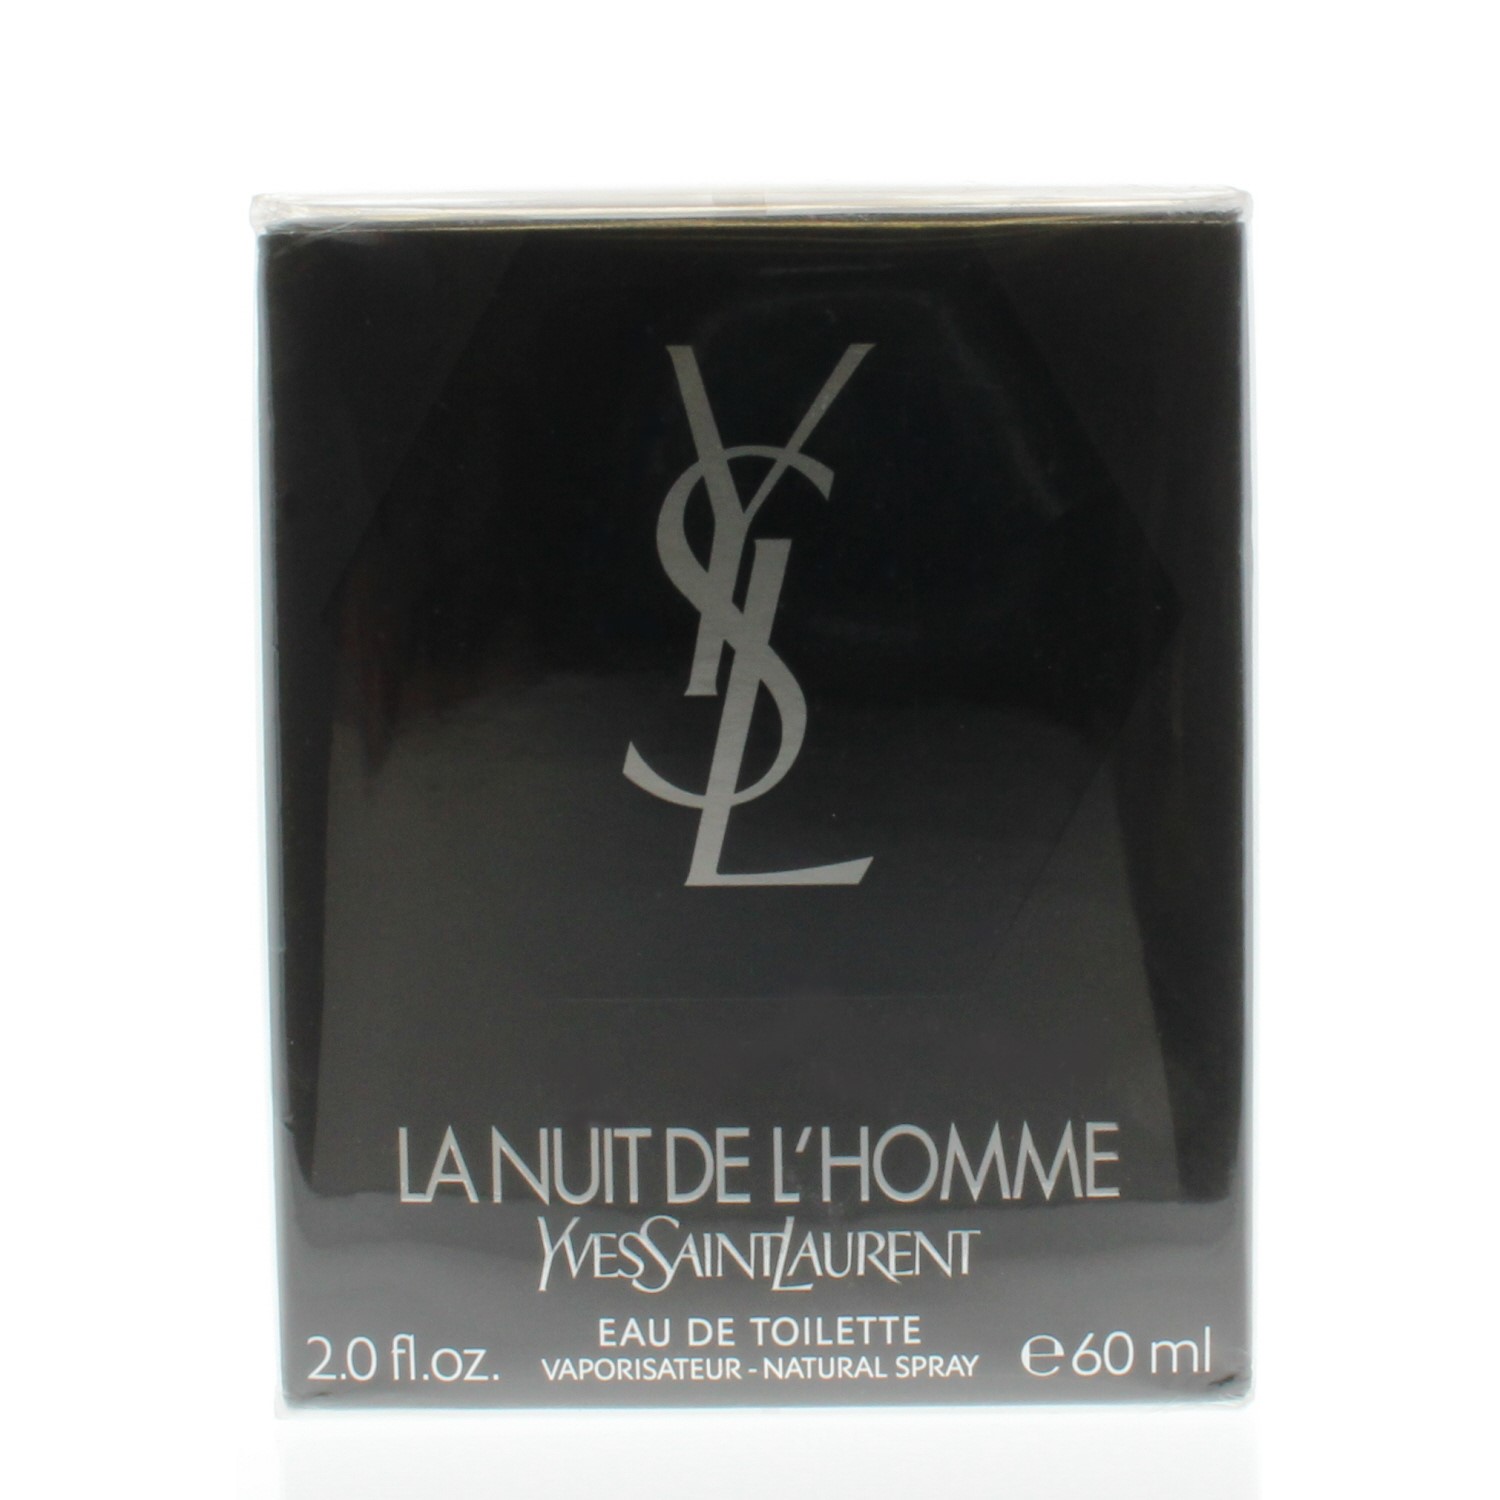 YSL
LA NUIT DE L'HOMME
YVESSAINTLAURENT
EAU DE TOILETTE
2.0 fl.oz. VAPORISATEUR - NATURAL SPRAY ℮60 ml